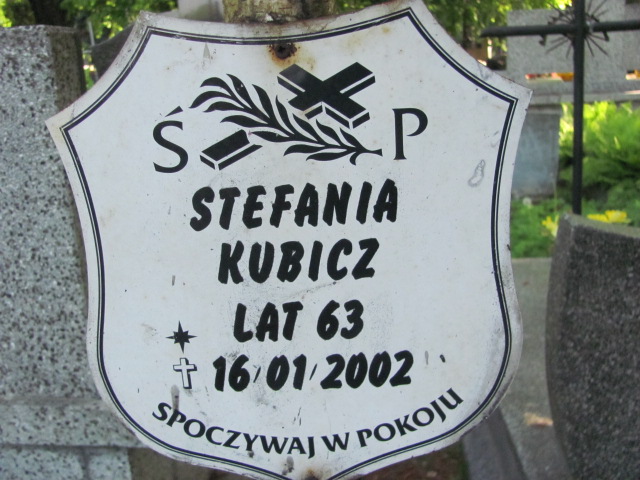 Ś P
STEFANIA
KUBICZ
LAT 63
16/01/2002
SPOCZYWAJ W POKOJU